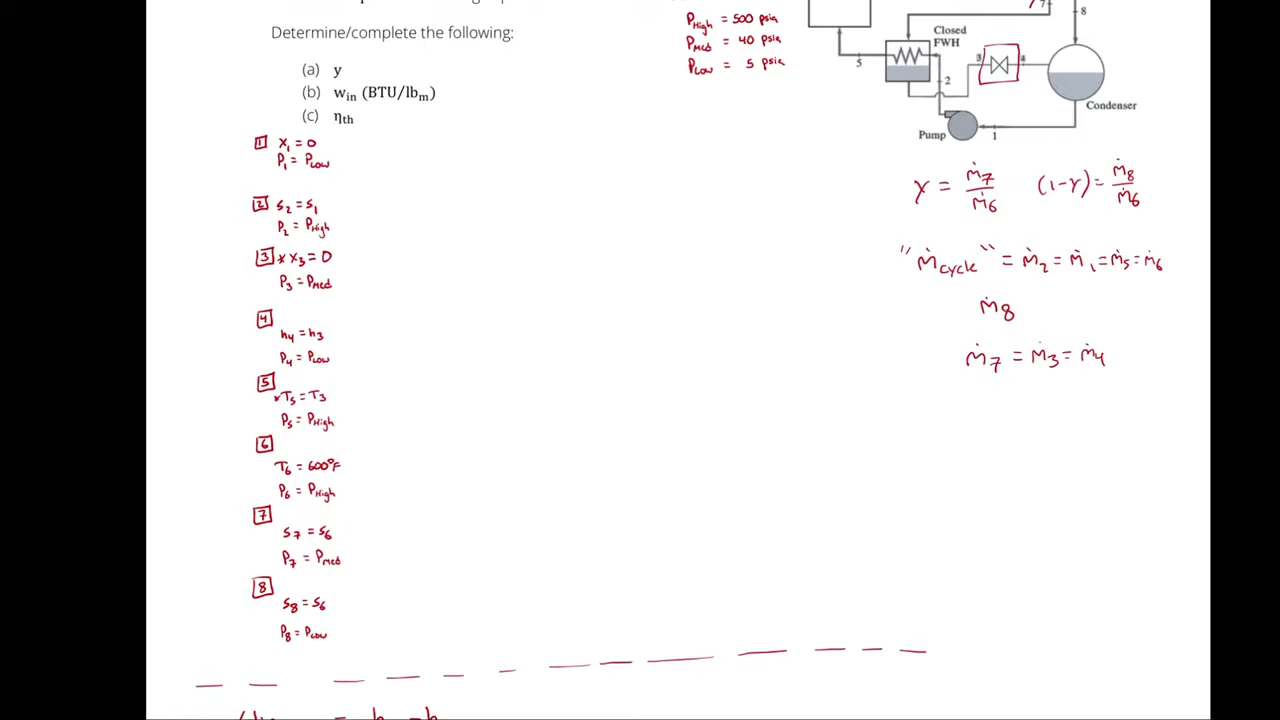 Determine/complete the following:
(a) y
(b) w_in (BTU/lb_m)
(c) η_th
P_High = 500 psia
P_Med = 40 psia
P_Low = 5 psia
7
8
Closed
FWH
5
3
4
2
Condenser
Pump
1
1 x₁ = 0
P₁ = P_Low
2 s₂ = s₁
P₂ = P_High
3 * x₃ = 0
P₃ = P_Med
4
h₄ = h₃
P₄ = P_Low
5
* T₅ = T₃
P₅ = P_High
6
T₆ = 600°F
P₆ = P_High
7
s₇ = s₆
P₇ = P_Med
8
s₈ = s₆
P₈ = P_Low
y = ṁ₇/ṁ₆ (1-y) = ṁ₈/ṁ₆
"ṁ_cycle" = ṁ₂ = ṁ₁ = ṁ₅ = ṁ₆
ṁ₈
ṁ₇ = ṁ₃ = ṁ₄